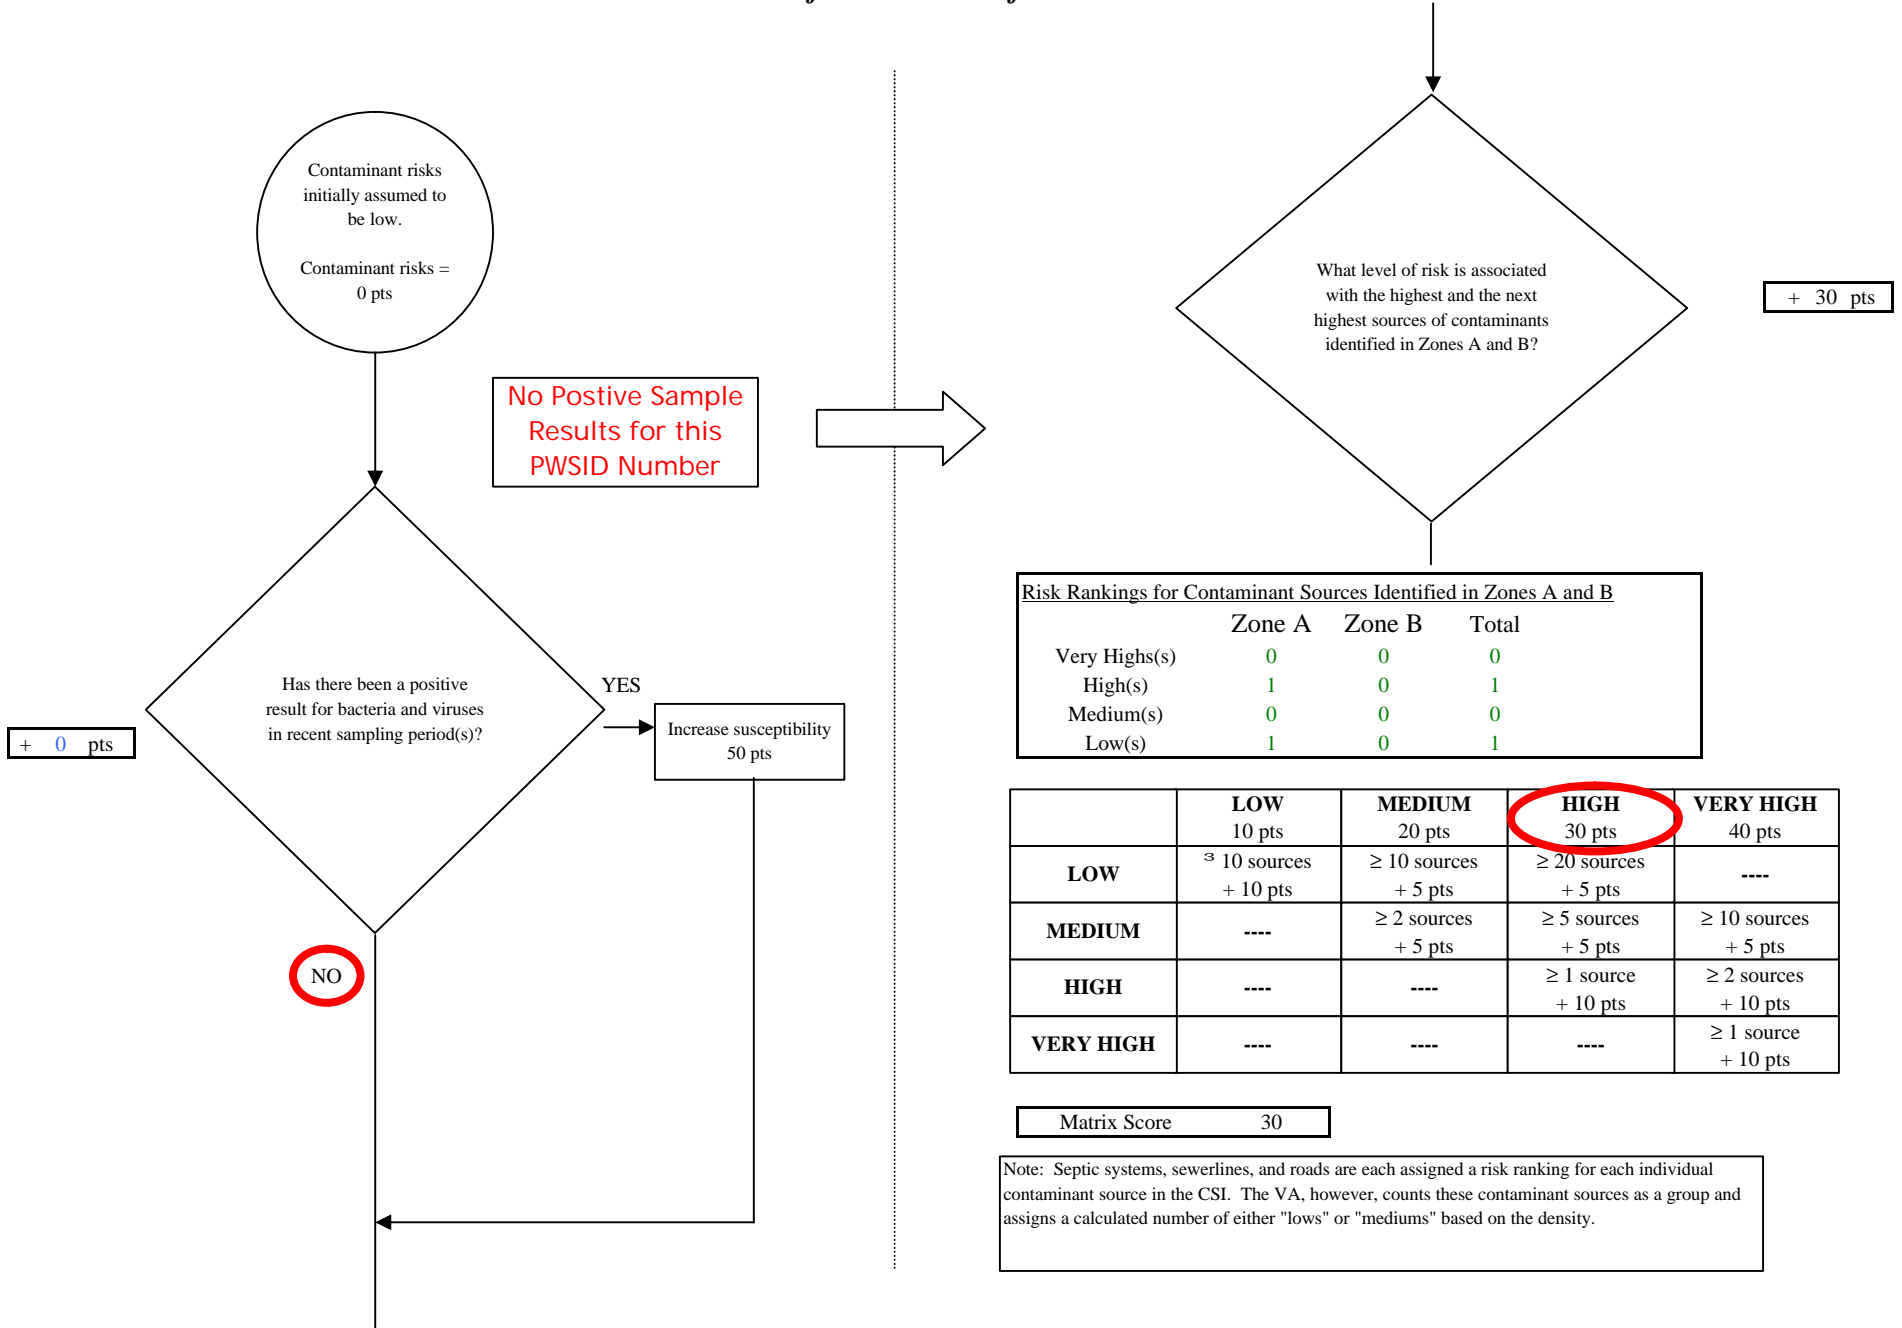 Contaminant risks
initially assumed to
be low.
Contaminant risks =
0 pts
No Postive Sample
Results for this
PWSID Number
Has there been a positive
result for bacteria and viruses
in recent sampling period(s)?
+ 0 pts
YES
Increase susceptibility
50 pts
NO
What level of risk is associated
with the highest and the next
highest sources of contaminants
identified in Zones A and B?
+ 30 pts
Risk Rankings for Contaminant Sources Identified in Zones A and B
Zone A Zone B Total
Very Highs(s) 0 0 0
High(s) 1 0 1
Medium(s) 0 0 0
Low(s) 1 0 1
LOW MEDIUM HIGH VERY HIGH
10 pts 20 pts 30 pts 40 pts
LOW ³ 10 sources ≥ 10 sources ≥ 20 sources ----
+ 10 pts + 5 pts + 5 pts
MEDIUM ---- ≥ 2 sources ≥ 5 sources ≥ 10 sources
+ 5 pts + 5 pts + 5 pts
HIGH ---- ---- ≥ 1 source ≥ 2 sources
+ 10 pts + 10 pts
VERY HIGH ---- ---- ---- ≥ 1 source
+ 10 pts
Matrix Score 30
Note: Septic systems, sewerlines, and roads are each assigned a risk ranking for each individual
contaminant source in the CSI. The VA, however, counts these contaminant sources as a group and
assigns a calculated number of either "lows" or "mediums" based on the density.